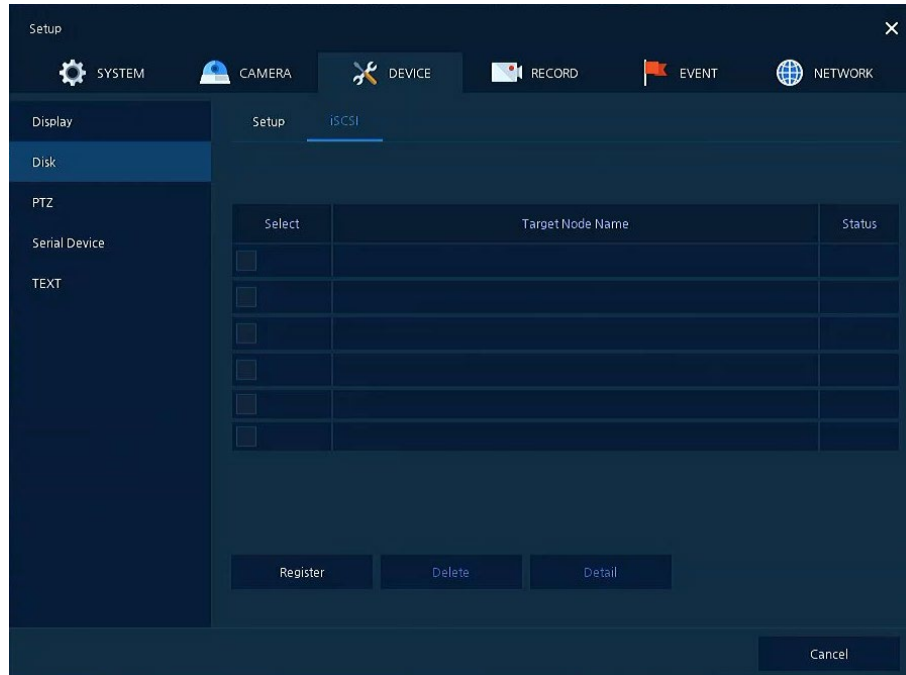 Setup
SYSTEM CAMERA DEVICE RECORD EVENT NETWORK
Display
Disk
PTZ
Serial Device
TEXT
Setup iSCSI
Select Target Node Name Status
Register Delete Detail
Cancel